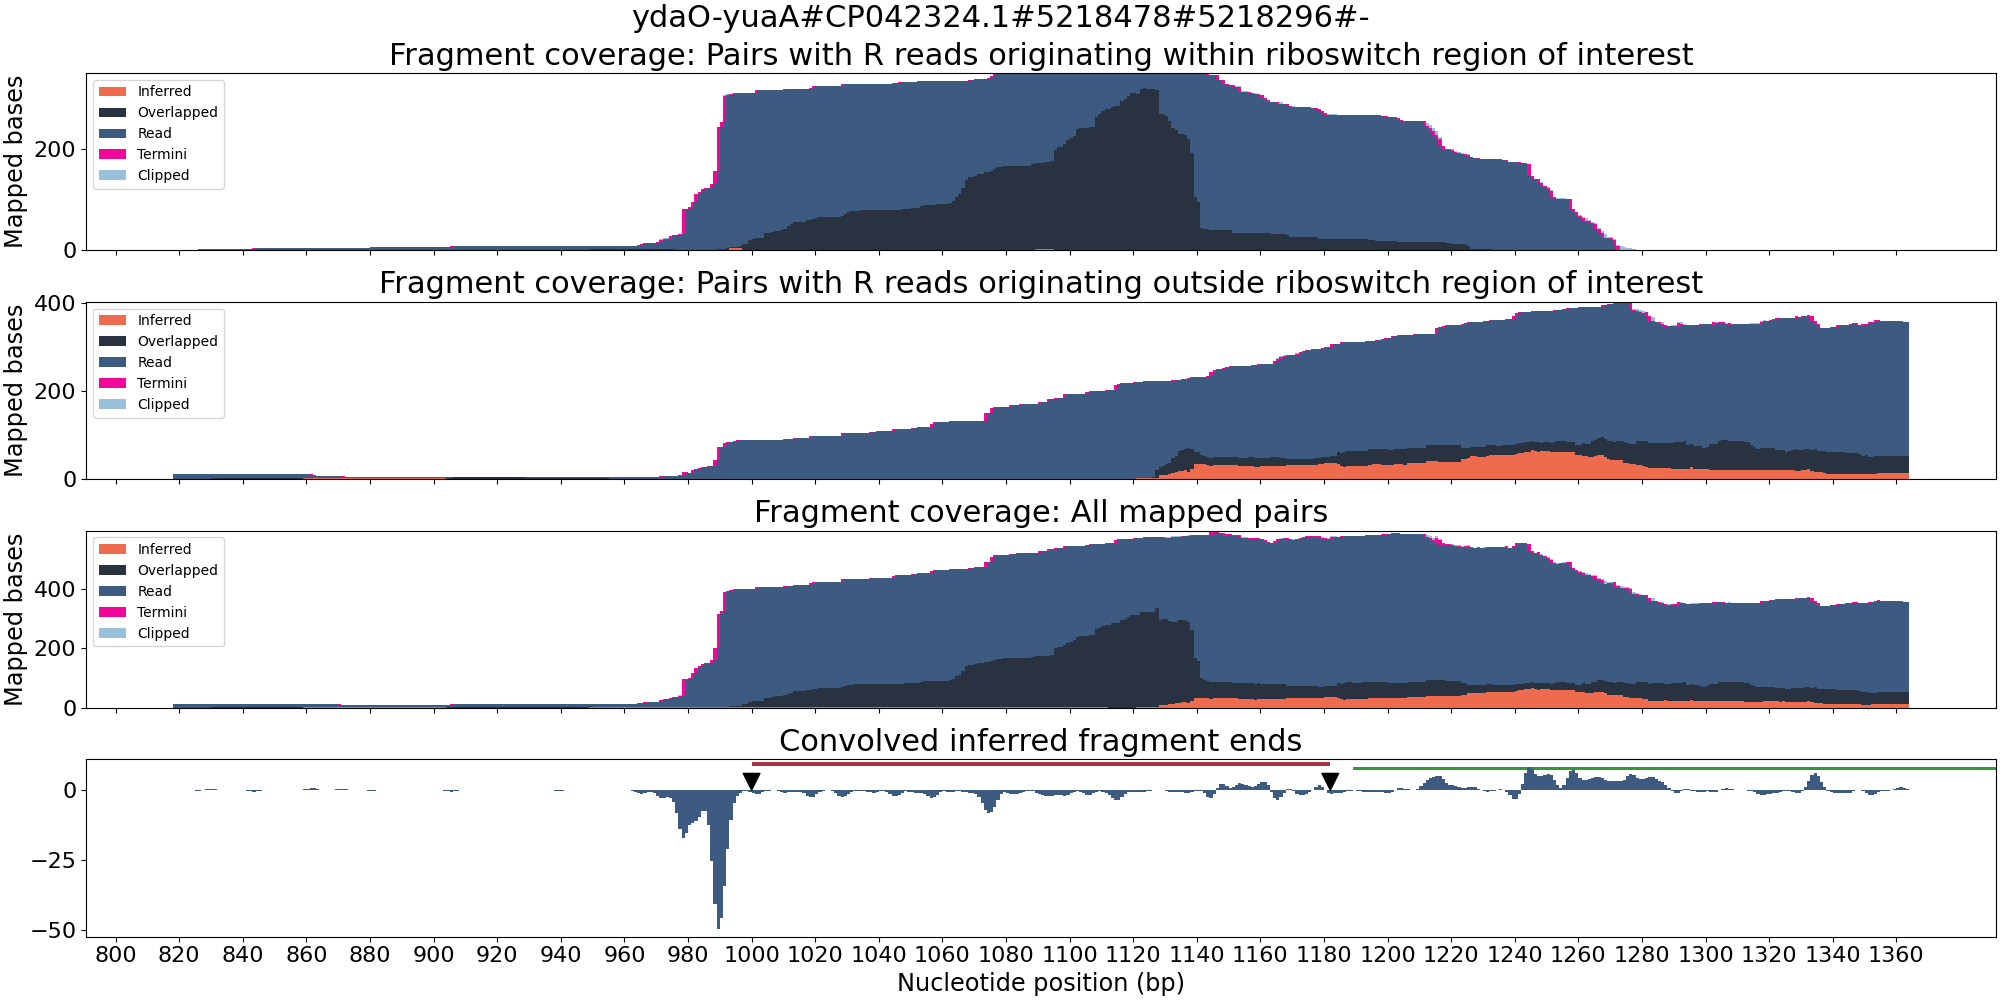 ydaO-yuaA#CP042324.1#5218478#5218296#-
Fragment coverage: Pairs with R reads originating within riboswitch region of interest
Mapped bases
200
0
Inferred
Overlapped
Read
Termini
Clipped
Fragment coverage: Pairs with R reads originating outside riboswitch region of interest
Mapped bases
400
200
0
Inferred
Overlapped
Read
Termini
Clipped
Fragment coverage: All mapped pairs
Mapped bases
400
200
0
Inferred
Overlapped
Read
Termini
Clipped
Convolved inferred fragment ends
0
−25
−50
800 820 840 860 880 900 920 940 960 980 1000 1020 1040 1060 1080 1100 1120 1140 1160 1180 1200 1220 1240 1260 1280 1300 1320 1340 1360
Nucleotide position (bp)